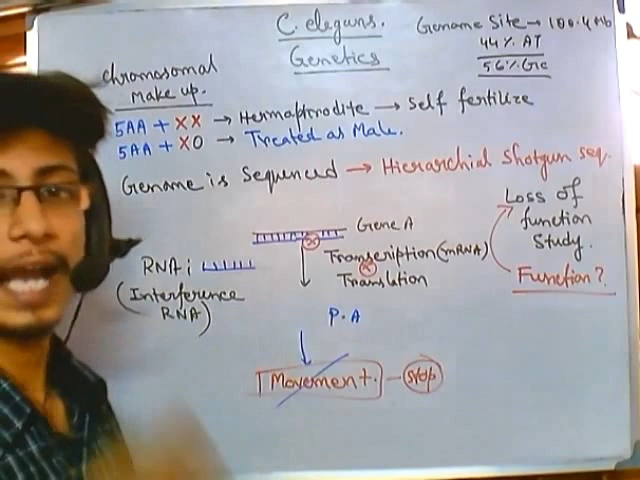 C. elegans.
Genetics
Genome Site → 100.4 Mb
44% AT
56% GC
Chromosomal
Make up.
5AA + XX → Hermaphrodite → Self fertilize
5AA + XO → Treated as Male.
Genome is Sequenced → Hierarchial Shotgun seq.
Loss of
function
Study.
Function?
Gene A
Transcription (mRNA)
Translation
RNA i
(Interference
RNA)
P.A
Movement. - Stop